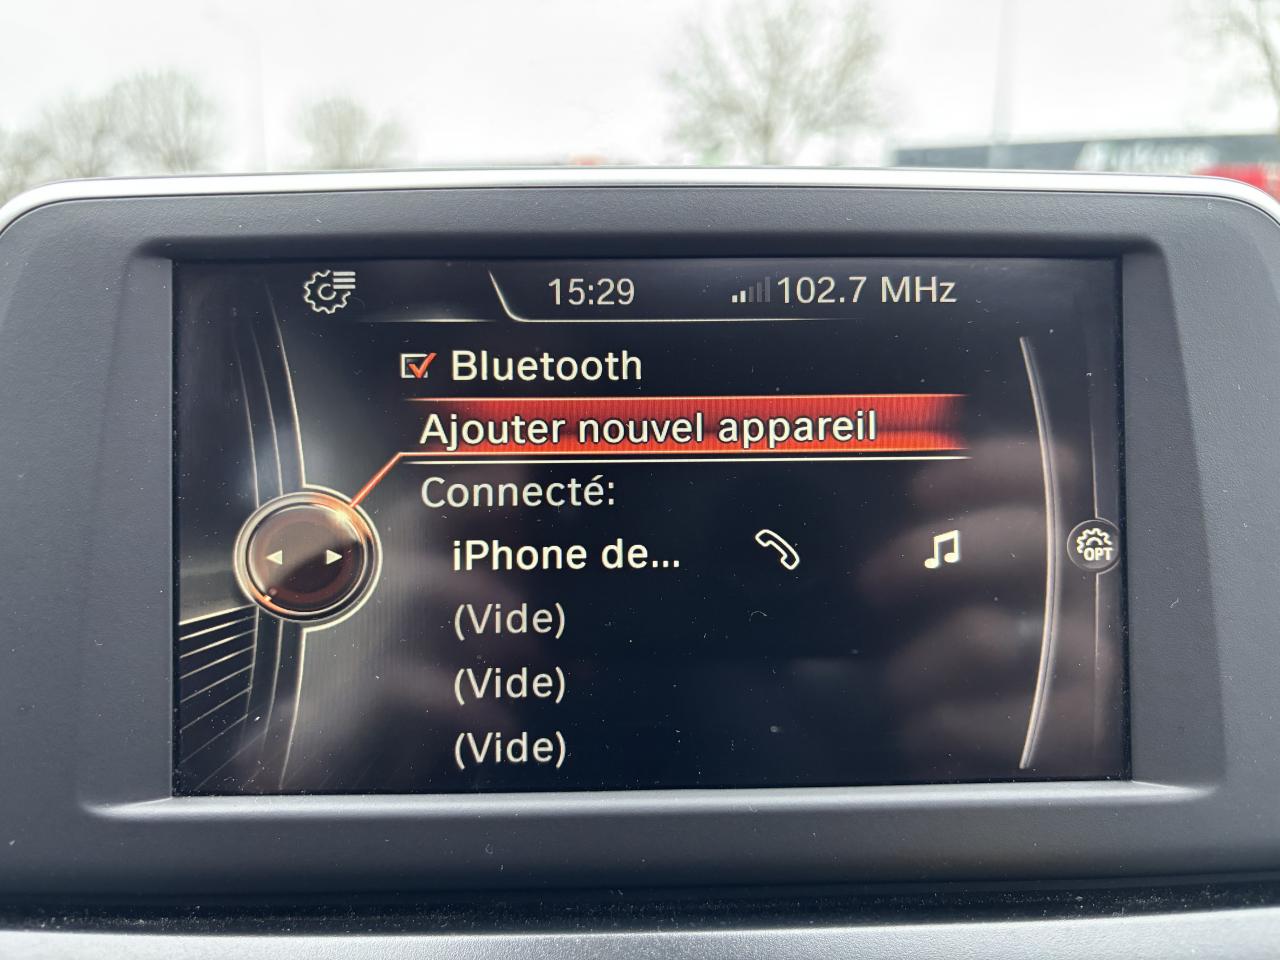 15:29
102.7 MHz
Bluetooth
Ajouter nouvel appareil
Connecté:
iPhone de...
OPT
(Vide)
(Vide)
(Vide)